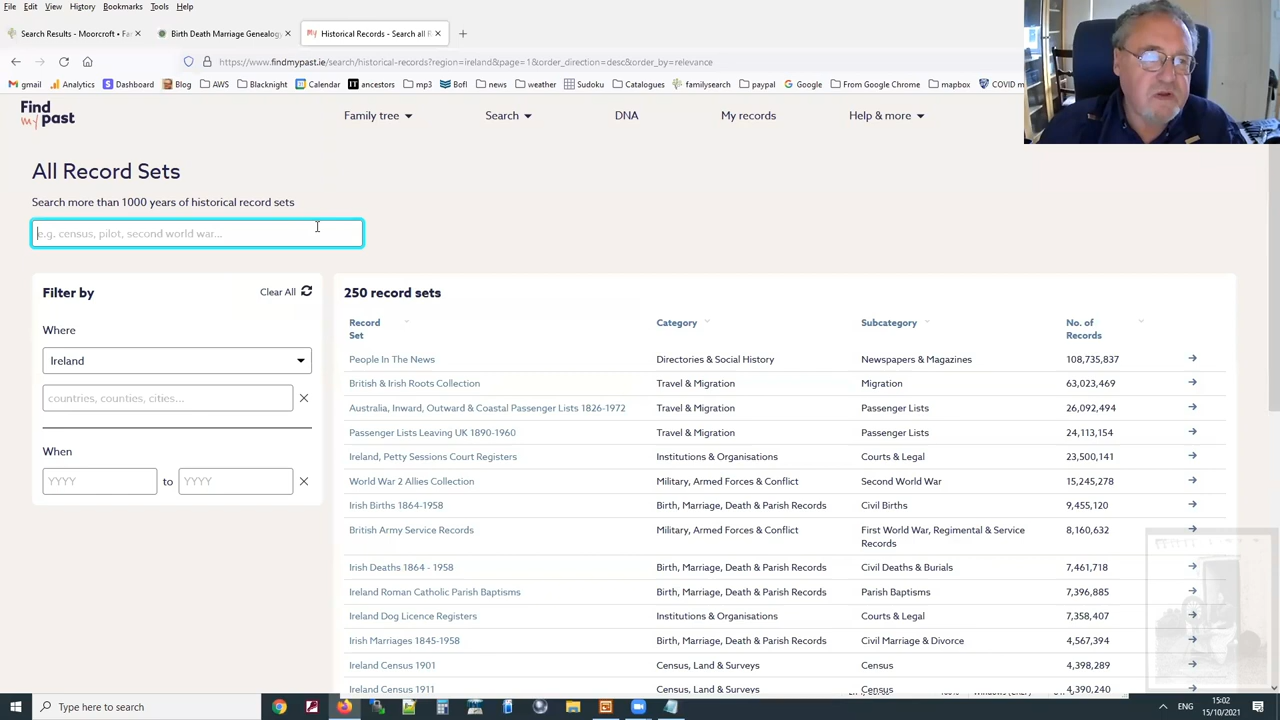 File Edit View History Bookmarks Tools Help
Search Results - Moorcroft • Fa
Birth Death Marriage Genealogy
my Historical Records - Search all R
https://www.findmypast.ie/search/historical-records?region=ireland&page=1&order_direction=desc&order_by=relevance
gmail Analytics Dashboard Blog AWS Blacknight Calendar ancestors mp3 Bofi news weather Sudoku Catalogues familysearch paypal Google From Google Chrome mapbox COVID m
Find my past
Family tree Search DNA My records Help & more
All Record Sets
Search more than 1000 years of historical record sets
e.g. census, pilot, second world war...
Filter by Clear All
Where
Ireland
countries, counties, cities...
When
YYYY to YYYY
250 record sets
Record Set Category Subcategory No. of Records
People In The News Directories & Social History Newspapers & Magazines 108,735,837
British & Irish Roots Collection Travel & Migration Migration 63,023,469
Australia, Inward, Outward & Coastal Passenger Lists 1826-1972 Travel & Migration Passenger Lists 26,092,494
Passenger Lists Leaving UK 1890-1960 Travel & Migration Passenger Lists 24,113,154
Ireland, Petty Sessions Court Registers Institutions & Organisations Courts & Legal 23,500,141
World War 2 Allies Collection Military, Armed Forces & Conflict Second World War 15,245,278
Irish Births 1864-1958 Birth, Marriage, Death & Parish Records Civil Births 9,455,120
British Army Service Records Military, Armed Forces & Conflict First World War, Regimental & Service Records 8,160,632
Irish Deaths 1864 - 1958 Birth, Marriage, Death & Parish Records Civil Deaths & Burials 7,461,718
Ireland Roman Catholic Parish Baptisms Birth, Marriage, Death & Parish Records Parish Baptisms 7,396,885
Ireland Dog Licence Registers Institutions & Organisations Courts & Legal 7,358,407
Irish Marriages 1845-1958 Birth, Marriage, Death & Parish Records Civil Marriage & Divorce 4,567,394
Ireland Census 1901 Census, Land & Surveys Census 4,398,289
Ireland Census 1911 Census, Land & Surveys Census 4,390,240
Type here to search
ENG
15:02
15/10/2021